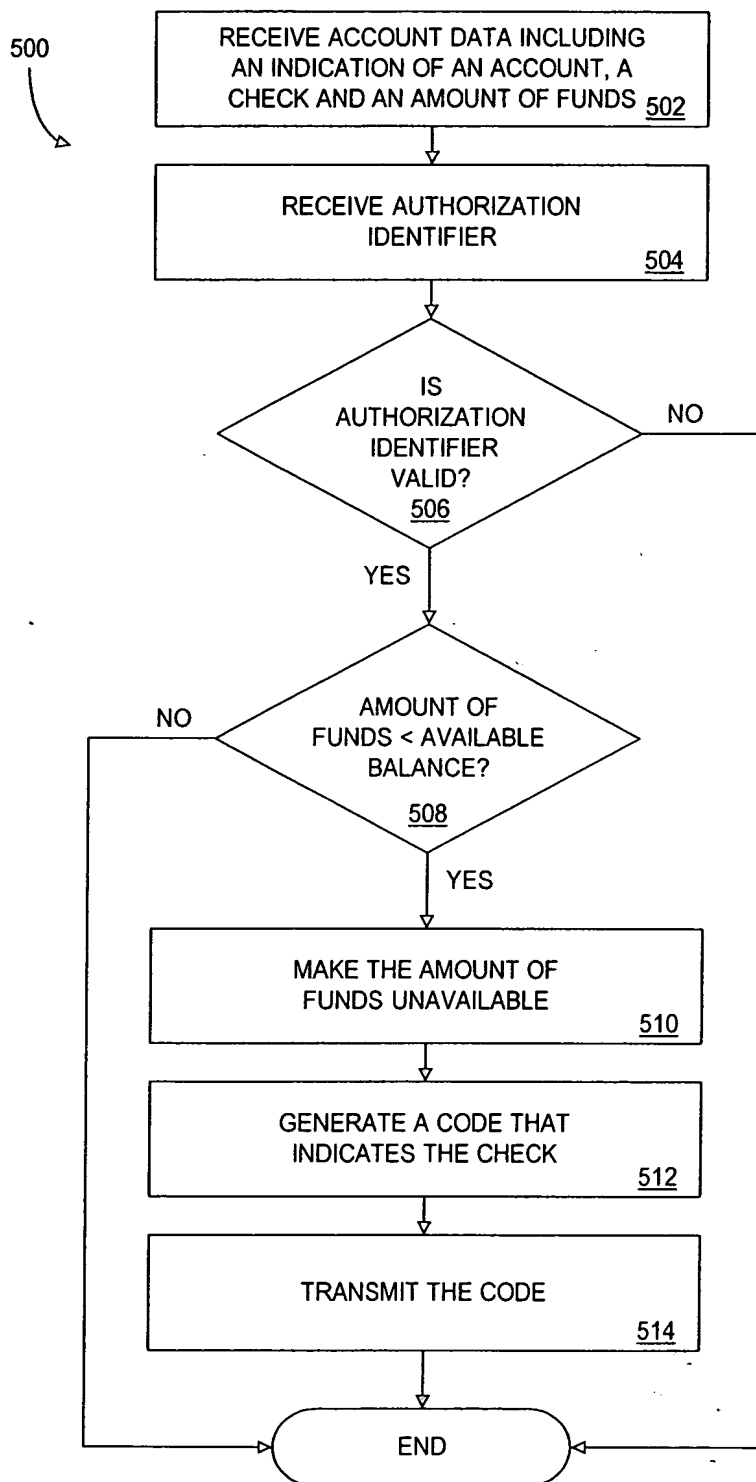 500
RECEIVE ACCOUNT DATA INCLUDING
AN INDICATION OF AN ACCOUNT, A
CHECK AND AN AMOUNT OF FUNDS 502
RECEIVE AUTHORIZATION
IDENTIFIER
504
IS
AUTHORIZATION
IDENTIFIER
VALID?
506
NO
YES
AMOUNT OF
FUNDS < AVAILABLE
BALANCE?
508
NO
YES
MAKE THE AMOUNT OF
FUNDS UNAVAILABLE
510
GENERATE A CODE THAT
INDICATES THE CHECK
512
TRANSMIT THE CODE
514
END